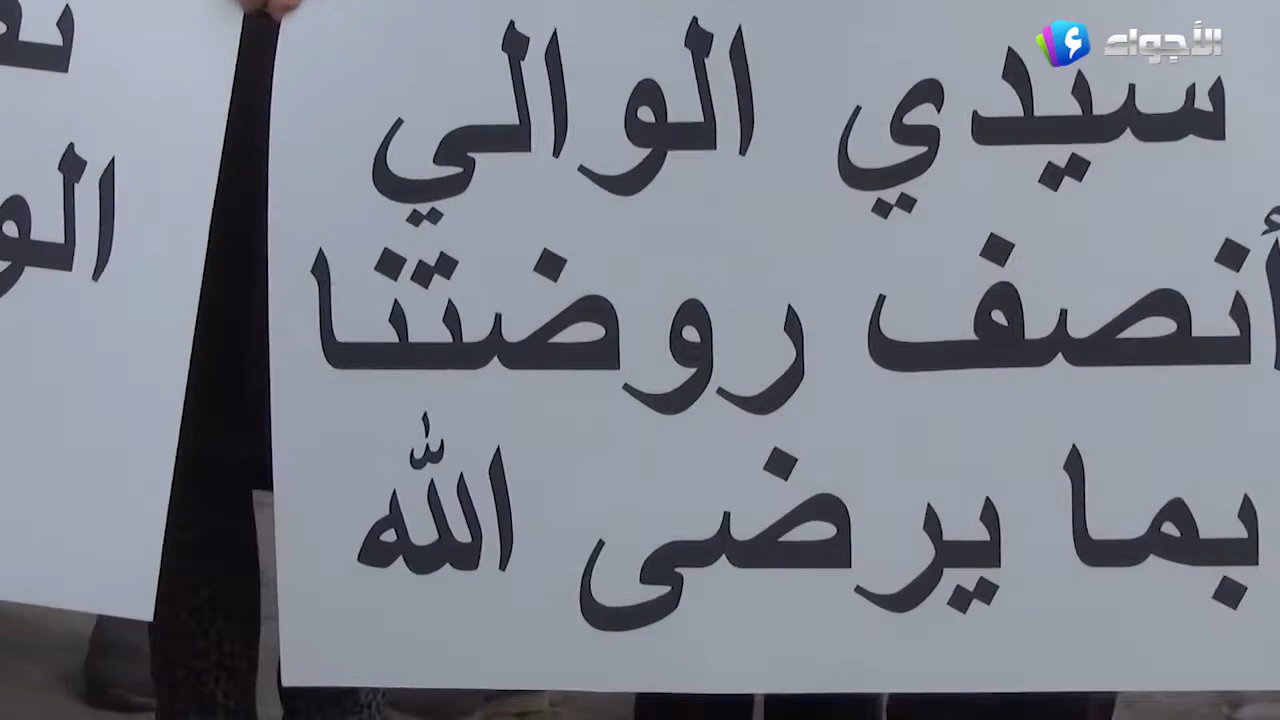 الأجواء
سيدي الوالي
أنصف روضتنا
بما يرضى الله